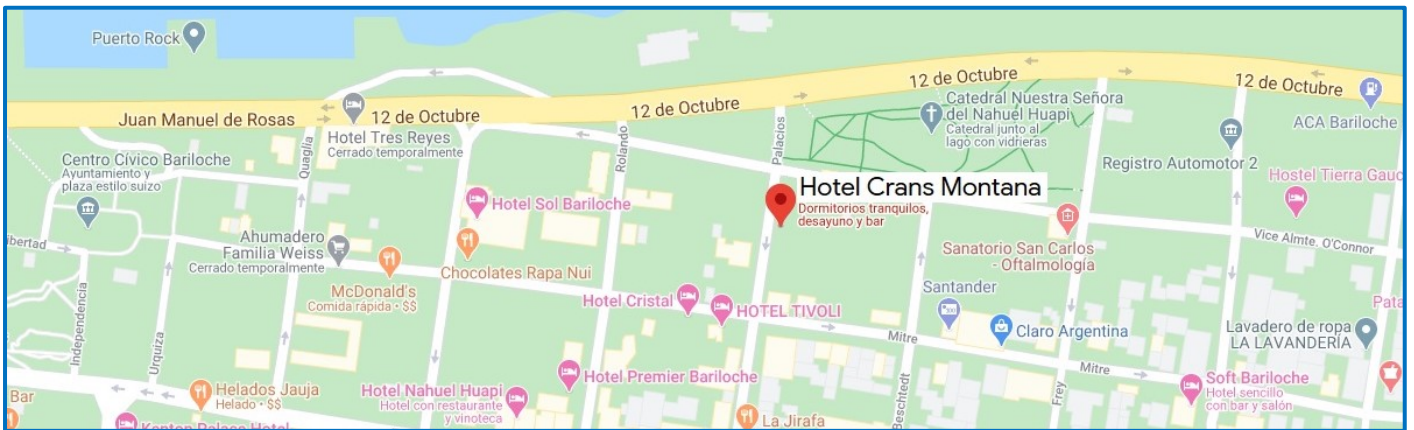 Puerto Rock
12 de Octubre
12 de Octubre
Juan Manuel de Rosas
12 de Octubre
12 de Octubre
Catedral Nuestra Señora
del Nahuel Huapi
Catedral junto al
lago con vidrieras
ACA Bariloche
Hotel Tres Reyes
Cerrado temporalmente
Centro Cívico Bariloche
Ayuntamiento y
plaza estilo suizo
Quaglia
Rolando
Palacios
Registro Automotor 2
Hostel Tierra Gauc
Hotel Crans Montana
Dormitorios tranquilos,
desayuno y bar
Hotel Sol Bariloche
Sanatorio San Carlos
- Oftalmología
Vice Almte. O'Connor
Ahumadero
Familia Weiss
Cerrado temporalmente
Chocolates Rapa Nui
McDonald's
Comida rápida · $$
Independencia
Urquiza
Hotel Cristal
HOTEL TIVOLI
Santander
Claro Argentina
Mitre
Mitre
Lavadero de ropa
LA LAVANDERÍA
Pata
Hotel Premier Bariloche
Helados Jauja
Helado · $$
Hotel Nahuel Huapi
Hotel con restaurante
y vinoteca
Beschtedt
Frey
Soft Bariloche
Hotel sencillo
con bar y salón
Bar
La Jirafa